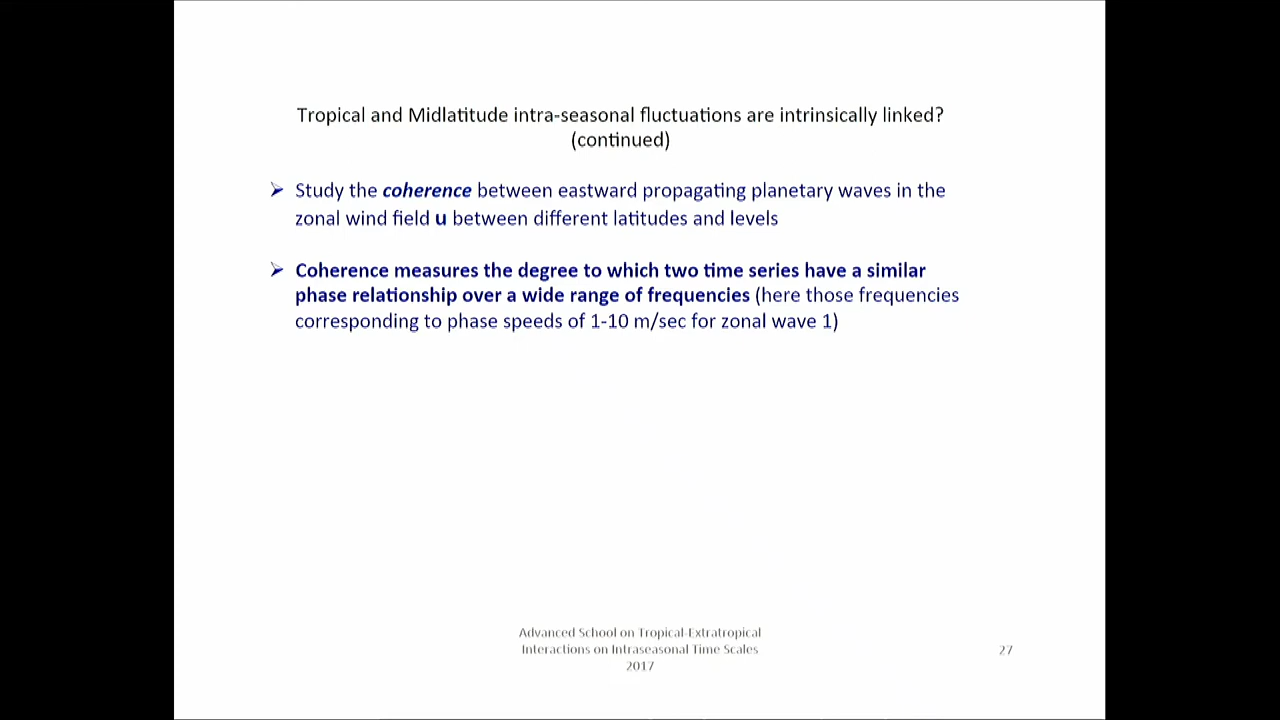 Tropical and Midlatitude intra-seasonal fluctuations are intrinsically linked?
(continued)
➢ Study the coherence between eastward propagating planetary waves in the
zonal wind field u between different latitudes and levels
➢ Coherence measures the degree to which two time series have a similar
phase relationship over a wide range of frequencies (here those frequencies
corresponding to phase speeds of 1-10 m/sec for zonal wave 1)
Advanced School on Tropical-Extratropical
Interactions on Intraseasonal Time Scales
2017
27